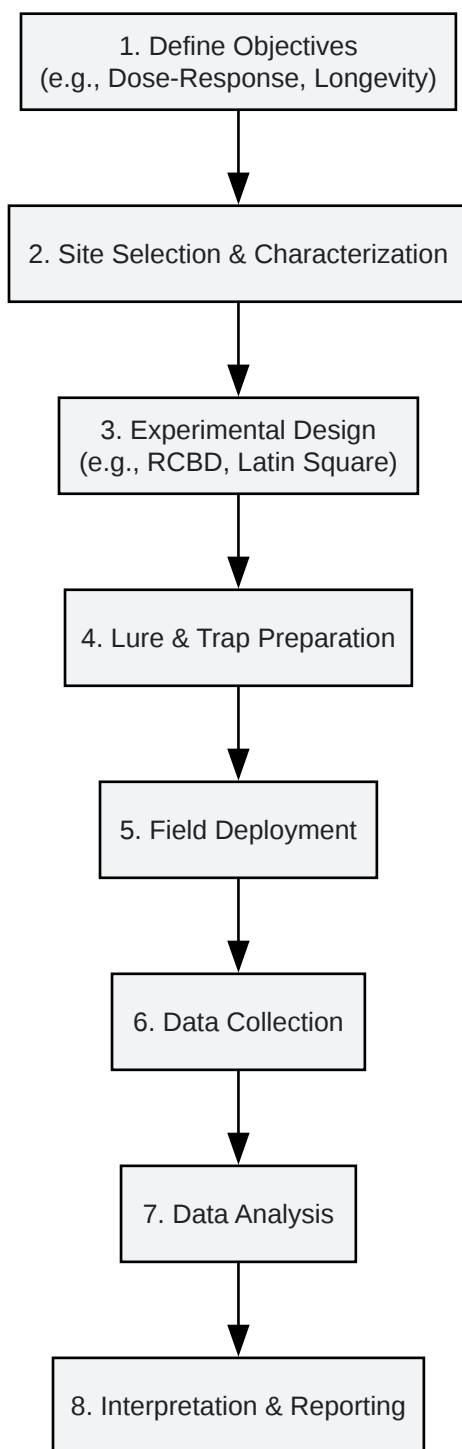 1. Define Objectives
(e.g., Dose-Response, Longevity)
2. Site Selection & Characterization
3. Experimental Design
(e.g., RCBD, Latin Square)
4. Lure & Trap Preparation
5. Field Deployment
6. Data Collection
7. Data Analysis
8. Interpretation & Reporting